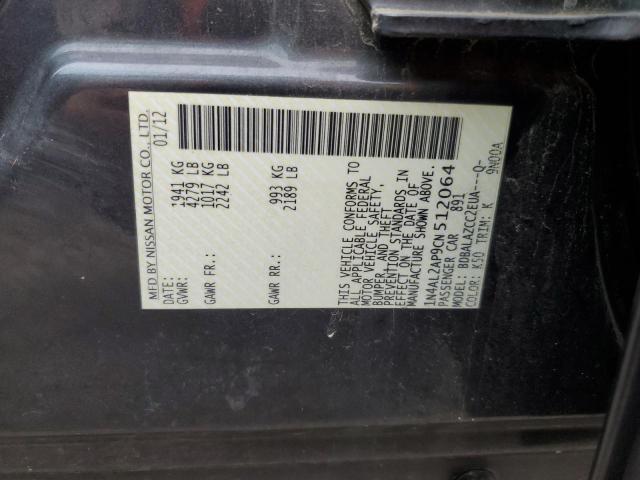 MFD BY NISSAN MOTOR CO., LTD.
DATE: 01/12
GVWR: 1941 KG
4279 LB
GAWR FR: 1017 KG
2242 LB
GAWR RR: 993 KG
2189 LB
THIS VEHICLE CONFORMS TO
ALL APPLICABLE FEDERAL
MOTOR VEHICLE SAFETY,
BUMPER, AND THEFT
PREVENTION STANDARDS IN
EFFECT ON THE DATE OF
MANUFACTURE SHOWN ABOVE.
1N4AL2AP9CN512064
PASSENGER CAR 891
MODEL: BDBALAZCC2EUA---Q-
COLOR: K50 TRIM: K 9N00A